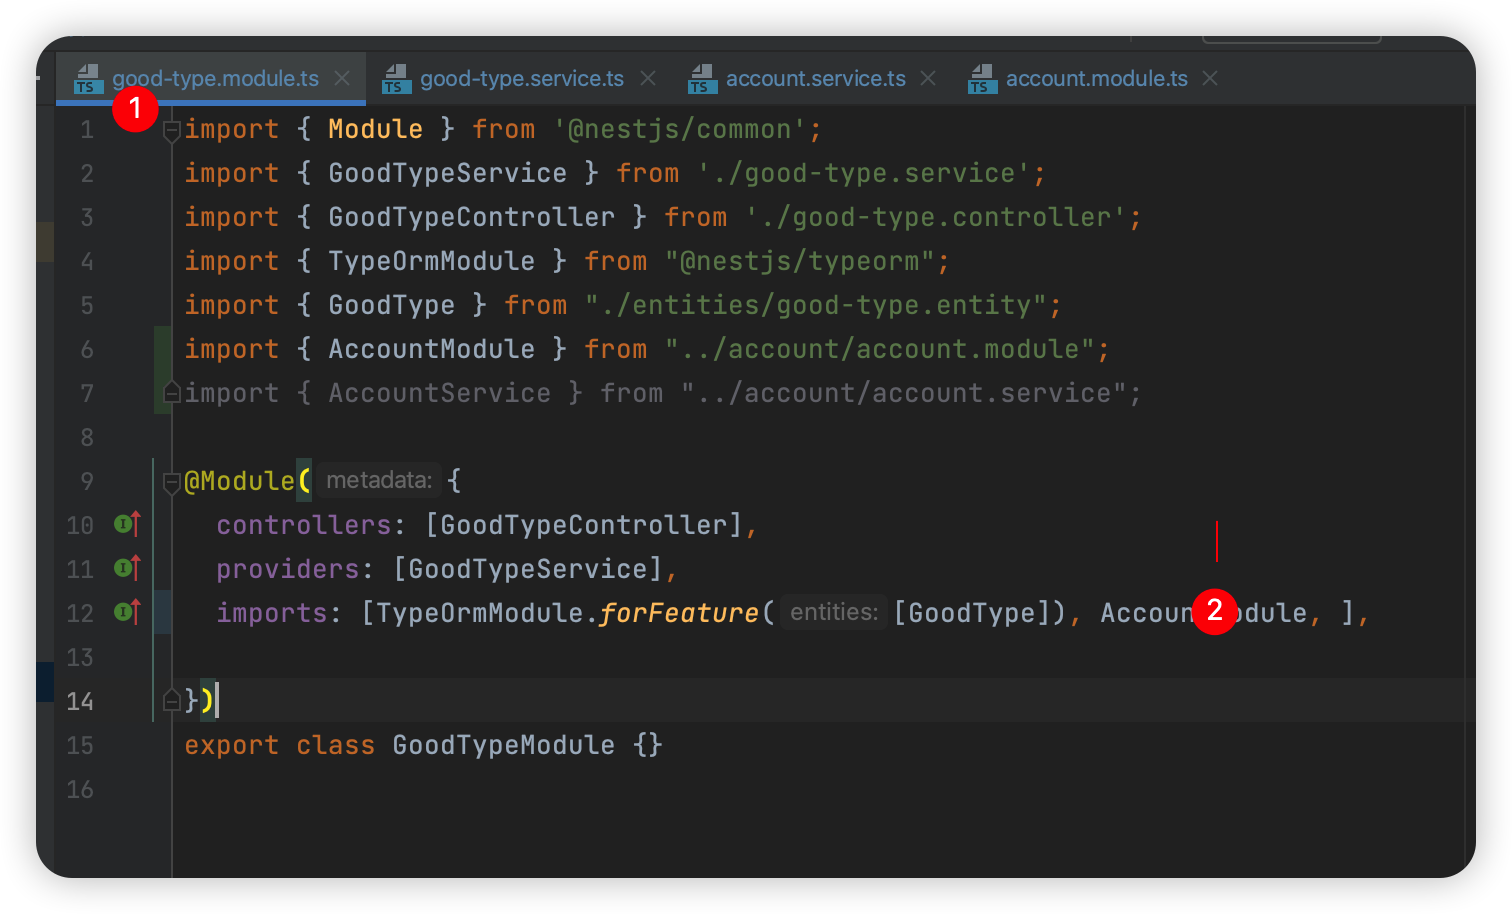 good-type.module.ts good-type.service.ts account.service.ts account.module.ts
1
1 import { Module } from '@nestjs/common';
2 import { GoodTypeService } from './good-type.service';
3 import { GoodTypeController } from './good-type.controller';
4 import { TypeOrmModule } from "@nestjs/typeorm";
5 import { GoodType } from "./entities/good-type.entity";
6 import { AccountModule } from "../account/account.module";
7 import { AccountService } from "../account/account.service";
8
9 @Module( metadata: {
10 controllers: [GoodTypeController],
11 providers: [GoodTypeService],
12 imports: [TypeOrmModule.forFeature( entities: [GoodType]), Accoun 2 dule, ],
13
14 })
15 export class GoodTypeModule {}
16